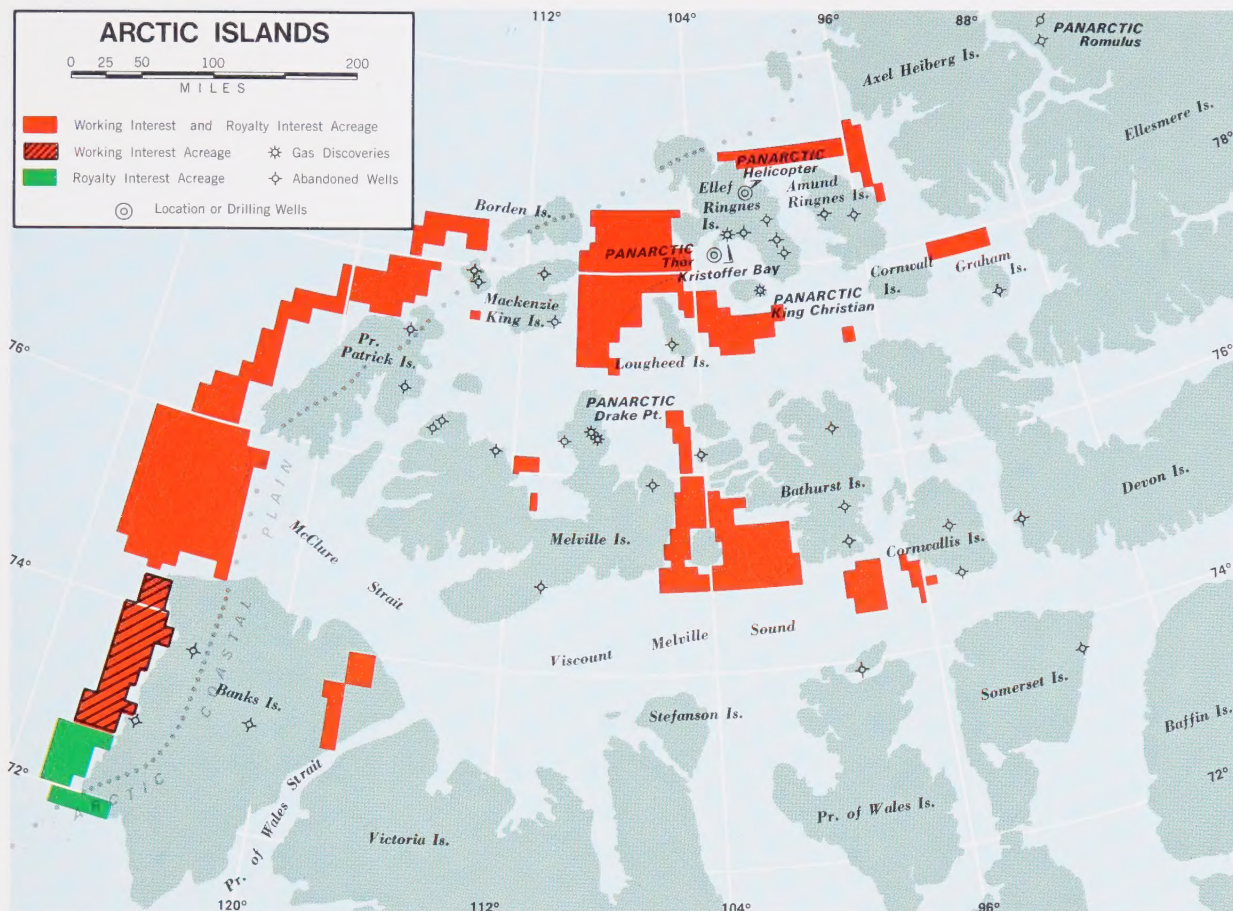 ARCTIC ISLANDS
0 25 50 100 200
MILES
Working Interest and Royalty Interest Acreage
Working Interest Acreage
Gas Discoveries
Royalty Interest Acreage
Abandoned Wells
Location or Drilling Wells
112°
104°
96°
88°
PANARCTIC
Romulus
Axel Heiberg Is.
Ellesmere Is.
78°
PANARCTIC
Helicopter
Ellef
Ringnes
Is.
Amund
Ringnes Is.
Borden Is.
PANARCTIC
Thor
Kristoffer Bay
Cornwall
Is.
Graham
Is.
PANARCTIC
King Christian
Mackenzie
King Is.
76°
Pr.
Patrick Is.
Lougheed Is.
76°
PANARCTIC
Drake Pt.
ARCTIC COASTAL PLAIN
McClure
Strait
Melville Is.
Bathurst Is.
Devon Is.
Cornwallis Is.
74°
74°
Viscount Melville Sound
Banks Is.
Stefanson Is.
Somerset Is.
Baffin Is.
72°
72°
Pr. of Wales Strait
Victoria Is.
Pr. of Wales Is.
120°
112°
104°
96°